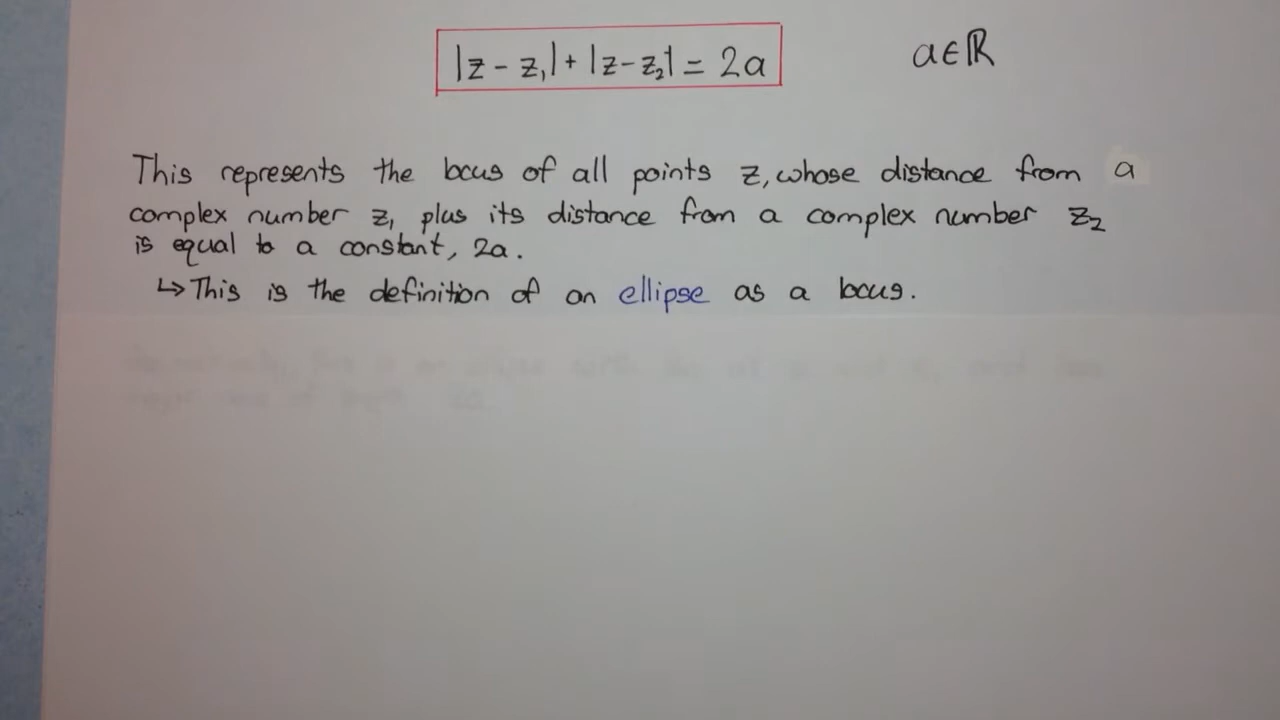 |z - z₁| + |z - z₂| = 2a a∈ℝ
This represents the locus of all points z, whose distance from a
complex number z₁ plus its distance from a complex number z₂
is equal to a constant, 2a.
↳ This is the definition of an ellipse as a locus.